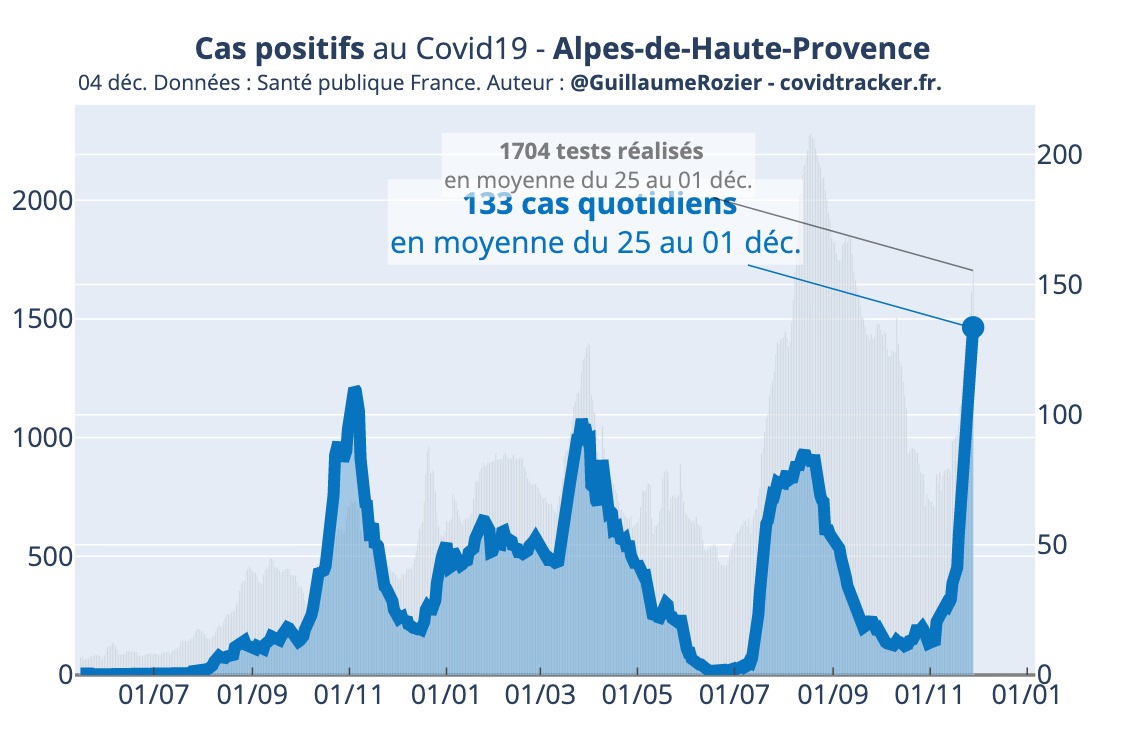 Cas positifs au Covid19 - Alpes-de-Haute-Provence
04 déc. Données : Santé publique France. Auteur : @GuillaumeRozier - covidtracker.fr.
1704 tests réalisés
en moyenne du 25 au 01 déc.
133 cas quotidiens
en moyenne du 25 au 01 déc.
2000
1500
1000
500
0
200
150
100
50
0
01/07 01/09 01/11 01/01 01/03 01/05 01/07 01/09 01/11 01/01